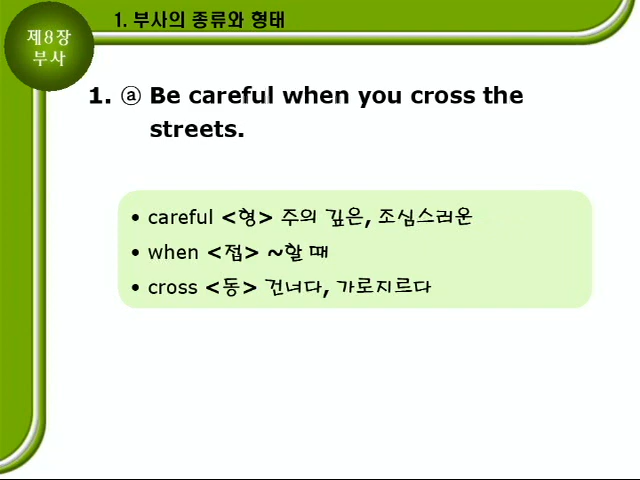 제8장
부사
1. 부사의 종류와 형태
1. ⓐ Be careful when you cross the
streets.
• careful <형> 주의 깊은, 조심스러운
• when <접> ~할 때
• cross <동> 건너다, 가로지르다